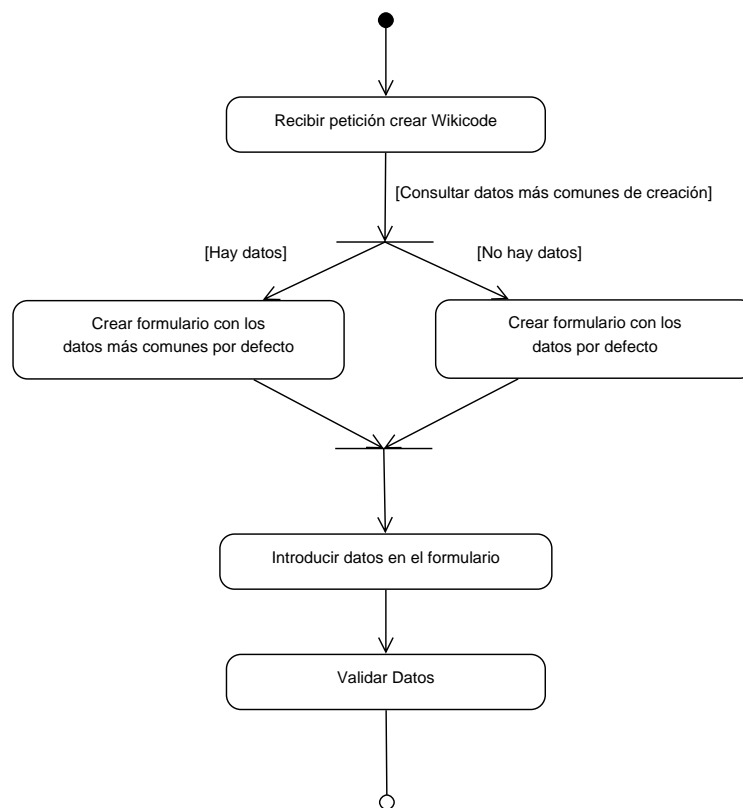 Recibir petición crear Wikicode
[Consultar datos más comunes de creación]
[Hay datos]
[No hay datos]
Crear formulario con los
datos más comunes por defecto
Crear formulario con los
datos por defecto
Introducir datos en el formulario
Validar Datos